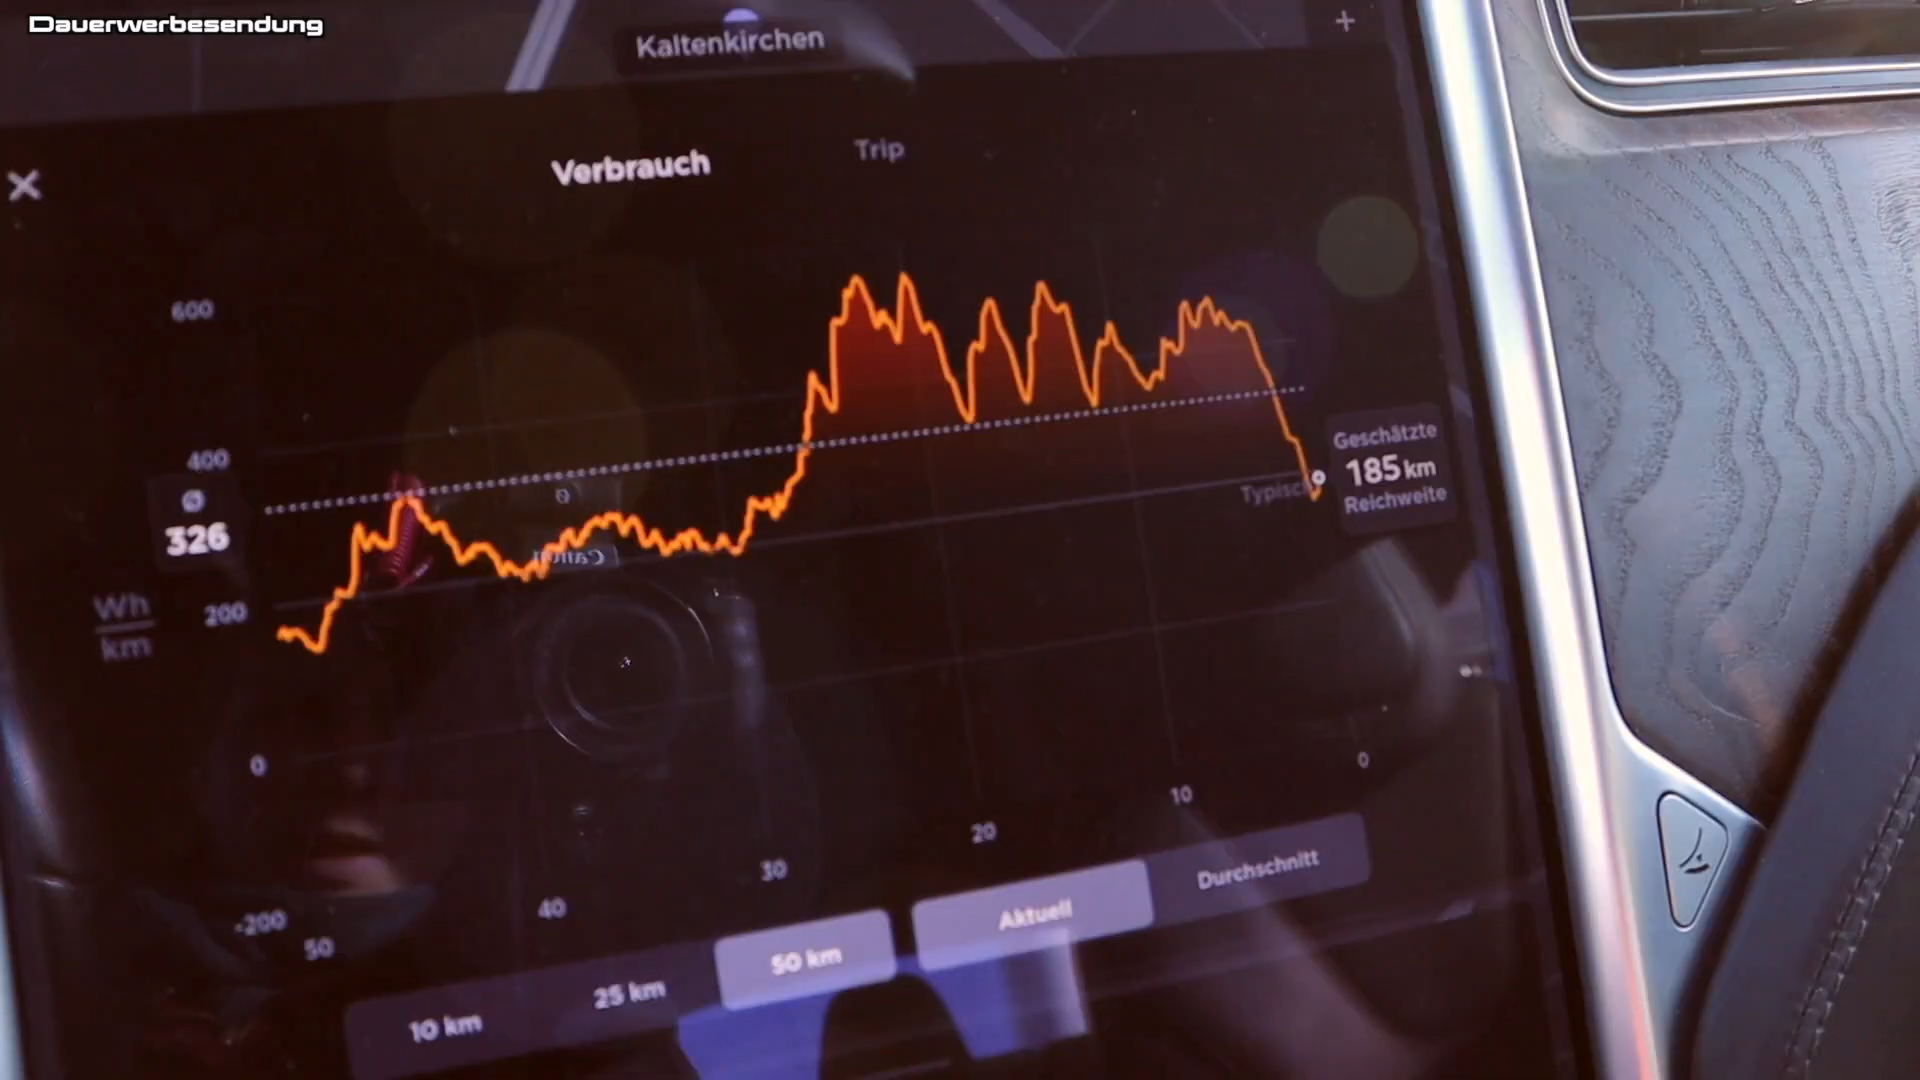 Dauerwerbesendung
Kaltenkirchen
+
X
Verbrauch
Trip
600
400
Ø
326
Wh
km
200
0
-200
Geschätzte
185 km
Reichweite
Typisch
50
40
30
20
10
0
10 km
25 km
50 km
Aktuell
Durchschnitt